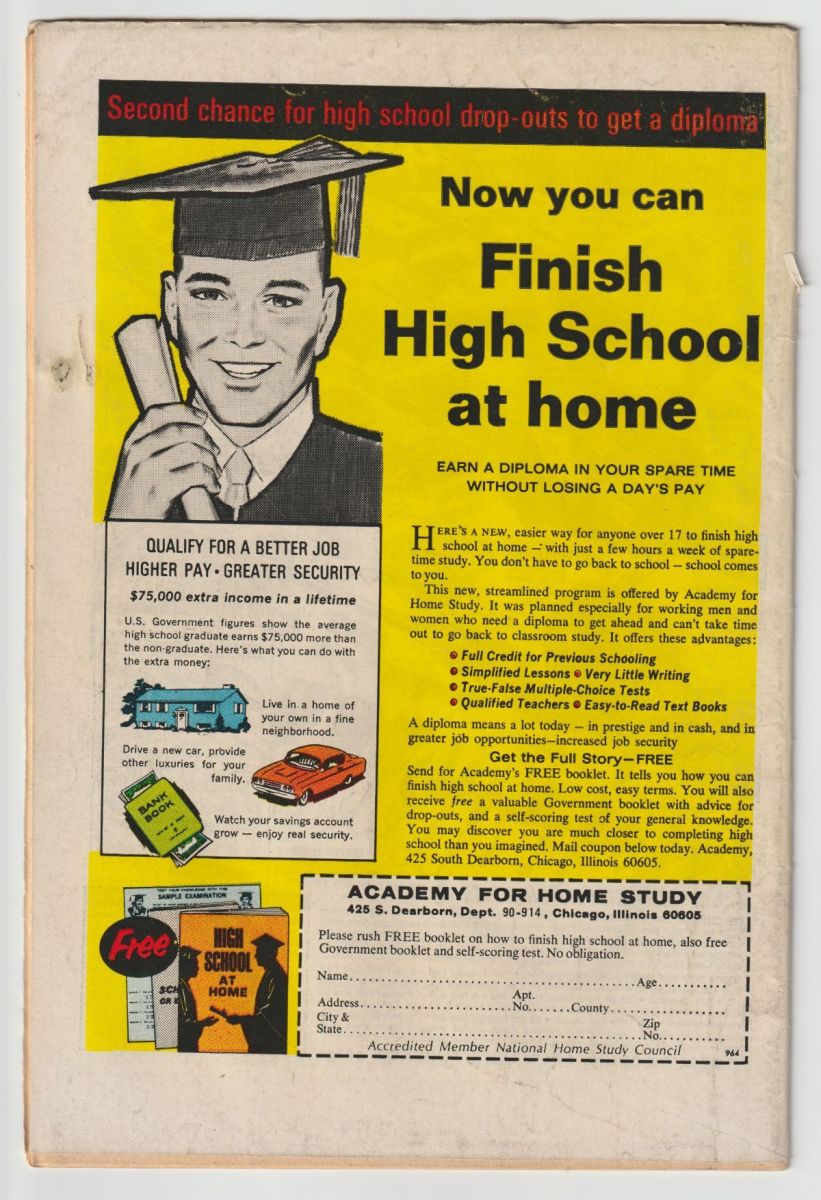 Second chance for high school drop-outs to get a diploma
Now you can
Finish
High School
at home
EARN A DIPLOMA IN YOUR SPARE TIME
WITHOUT LOSING A DAY'S PAY
HERE'S A NEW, easier way for anyone over 17 to finish high
school at home — with just a few hours a week of spare-
time study. You don't have to go back to school — school comes
to you.
This new, streamlined program is offered by Academy for
Home Study. It was planned especially for working men and
women who need a diploma to get ahead and can't take time
out to go back to classroom study. It offers these advantages:
• Full Credit for Previous Schooling
• Simplified Lessons • Very Little Writing
• True-False Multiple-Choice Tests
• Qualified Teachers • Easy-to-Read Text Books
A diploma means a lot today — in prestige and in cash, and in
greater job opportunities—increased job security
Get the Full Story—FREE
Send for Academy's FREE booklet. It tells you how you can
finish high school at home. Low cost, easy terms. You will also
receive free a valuable Government booklet with advice for
drop-outs, and a self-scoring test of your general knowledge.
You may discover you are much closer to completing high
school than you imagined. Mail coupon below today. Academy,
425 South Dearborn, Chicago, Illinois 60605.
QUALIFY FOR A BETTER JOB
HIGHER PAY • GREATER SECURITY
$75,000 extra income in a lifetime
U.S. Government figures show the average
high school graduate earns $75,000 more than
the non-graduate. Here's what you can do with
the extra money:
Live in a home of
your own in a fine
neighborhood.
Drive a new car, provide
other luxuries for your
family.
BANK
BOOK
Watch your savings account
grow — enjoy real security.
TEST YOUR KNOWLEDGE WITH THIS
SAMPLE EXAMINATION
Free
SCH
OR
HIGH
SCHOOL
AT
HOME
ACADEMY FOR HOME STUDY
425 S. Dearborn, Dept. 90-914, Chicago, Illinois 60605
Please rush FREE booklet on how to finish high school at home, also free
Government booklet and self-scoring test. No obligation.
Name.......................................................Age...........
Address.....................Apt. No.......County.......................
City & State.......................................................Zip No...........
Accredited Member National Home Study Council 964